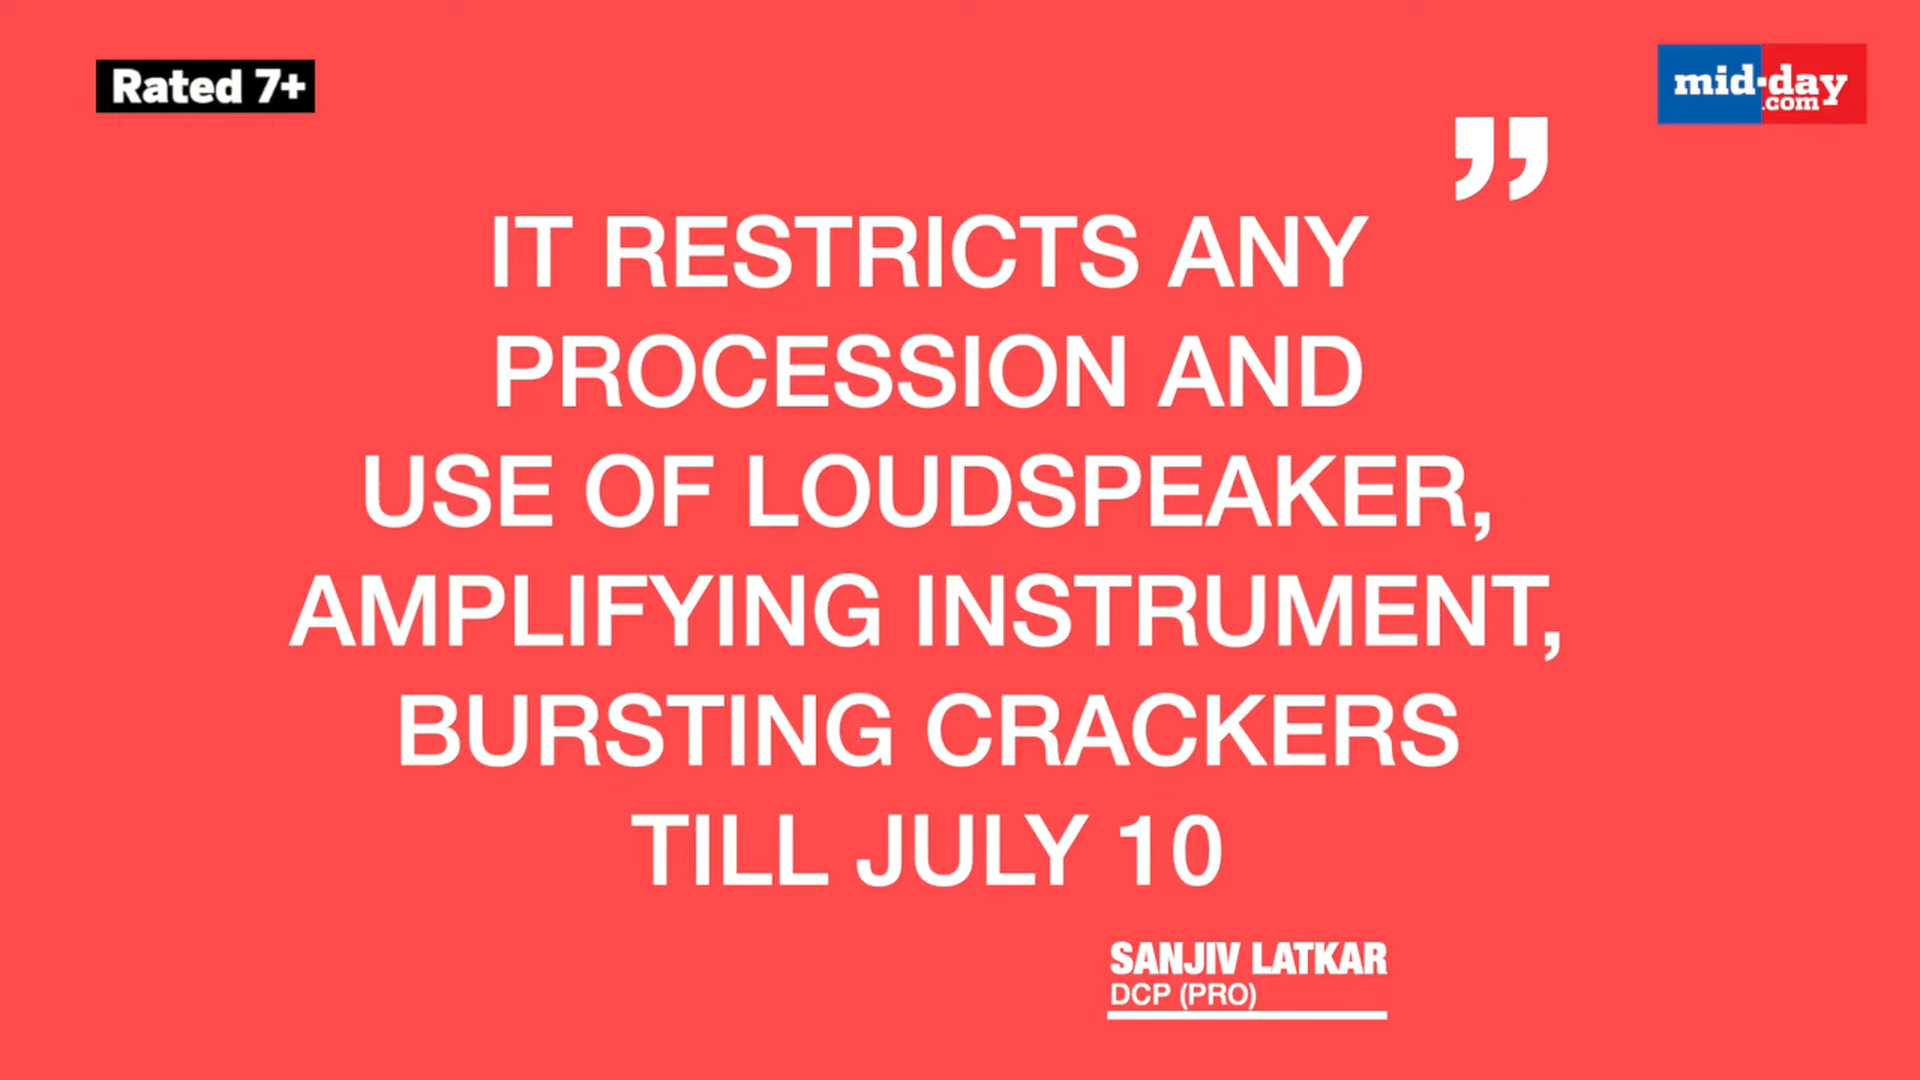 Rated 7+
mid-day
.com
”
IT RESTRICTS ANY
PROCESSION AND
USE OF LOUDSPEAKER,
AMPLIFYING INSTRUMENT,
BURSTING CRACKERS
TILL JULY 10
SANJIV LATKAR
DCP (PRO)